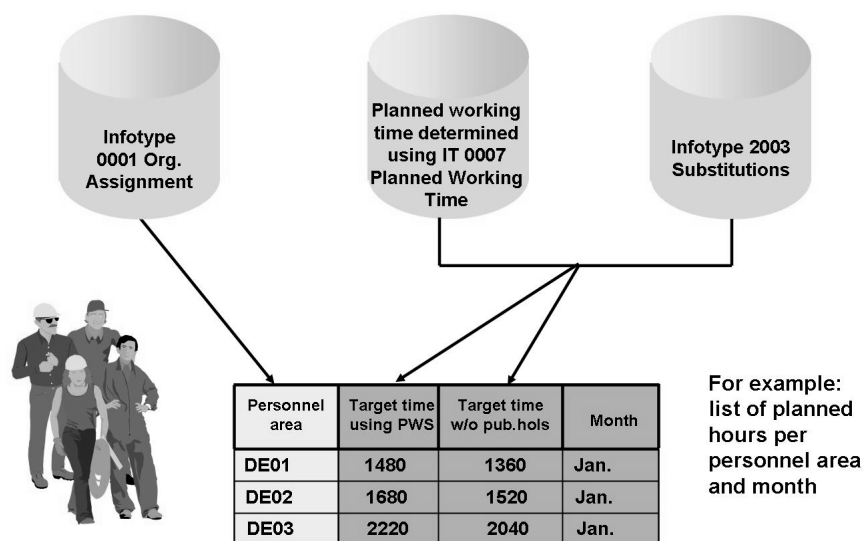 Infotype
0001 Org.
Assignment
Planned working
time determined
using IT 0007
Planned Working
Time
Infotype 2003
Substitutions
Personnel
area
Target time
using PWS
Target time
w/o pub.hols
Month
DE01 1480 1360 Jan.
DE02 1680 1520 Jan.
DE03 2220 2040 Jan.
For example:
list of planned
hours per
personnel area
and month